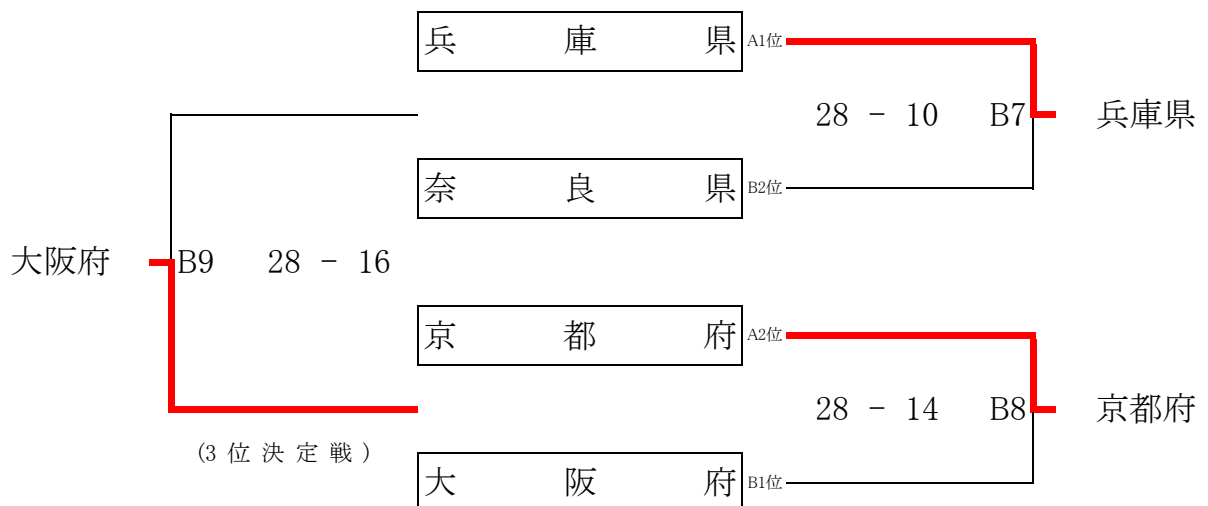 兵庫県 A1位
28 - 10 B7 兵庫県
奈良県 B2位
大阪府 B9 28 - 16
京都府 A2位
28 - 14 B8 京都府
(3位決定戦)
大阪府 B1位